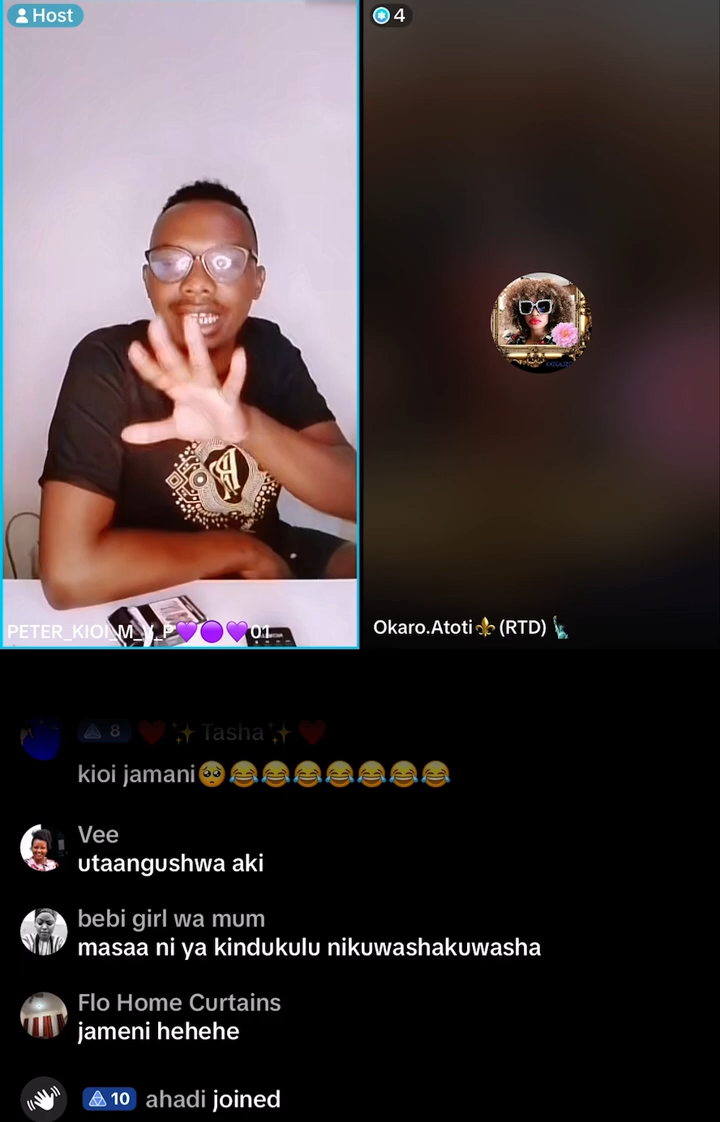 Host
4
PETER_KIOI_M_V_P💜🟣💜01
Okaro.Atoti⚜️(RTD)🗽
8 ❤️✨Tasha✨❤️
kioi jamani🥺😂😂😂😂😂😂😂
Vee
utaangushwa aki
bebi girl wa mum
masaa ni ya kindukulu nikuwashakuwasha
Flo Home Curtains
jameni hehehe
10 ahadi joined